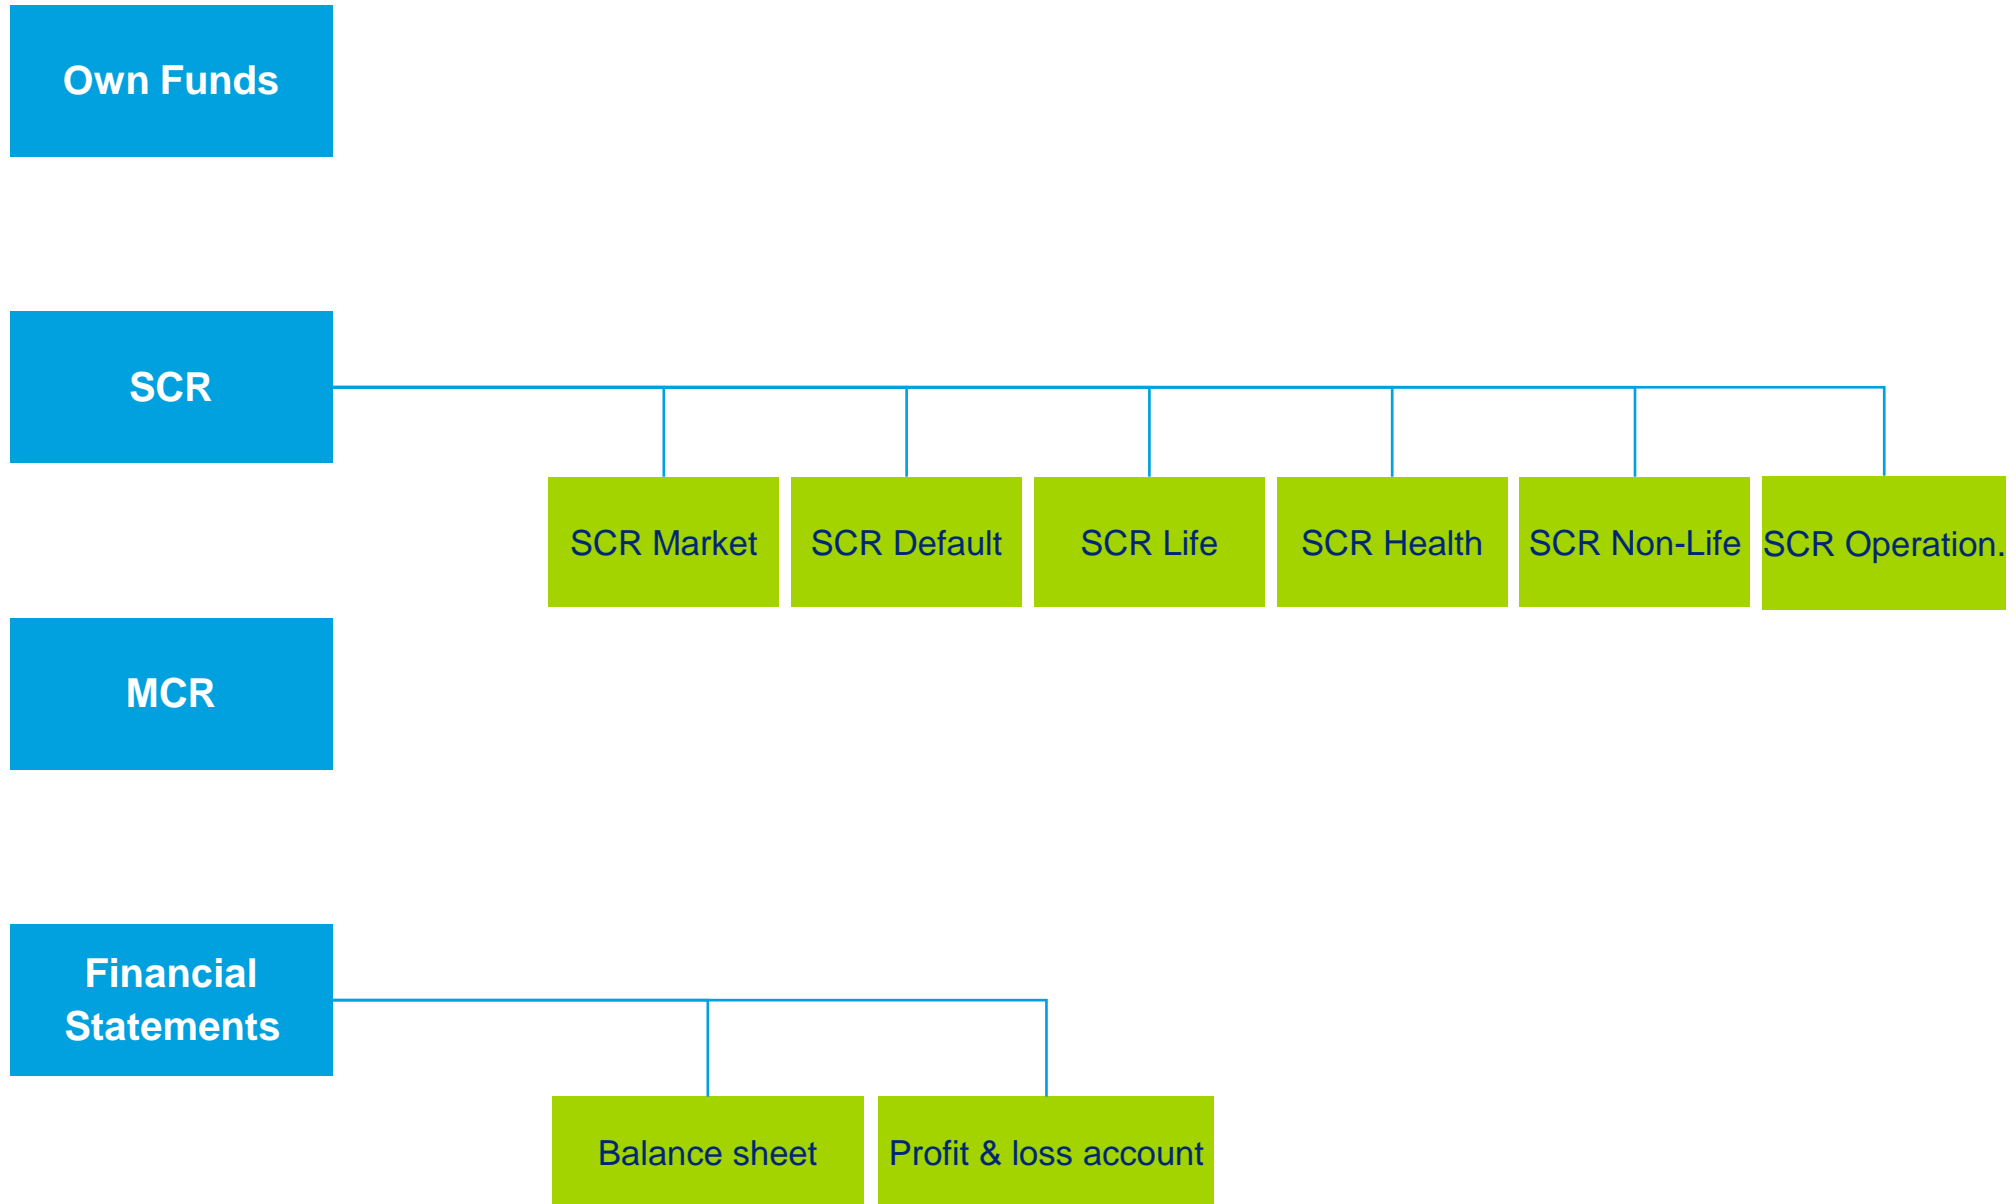 Own Funds
SCR
SCR Market
SCR Default
SCR Life
SCR Health
SCR Non-Life
SCR Operation.
MCR
Financial
Statements
Balance sheet
Profit & loss account